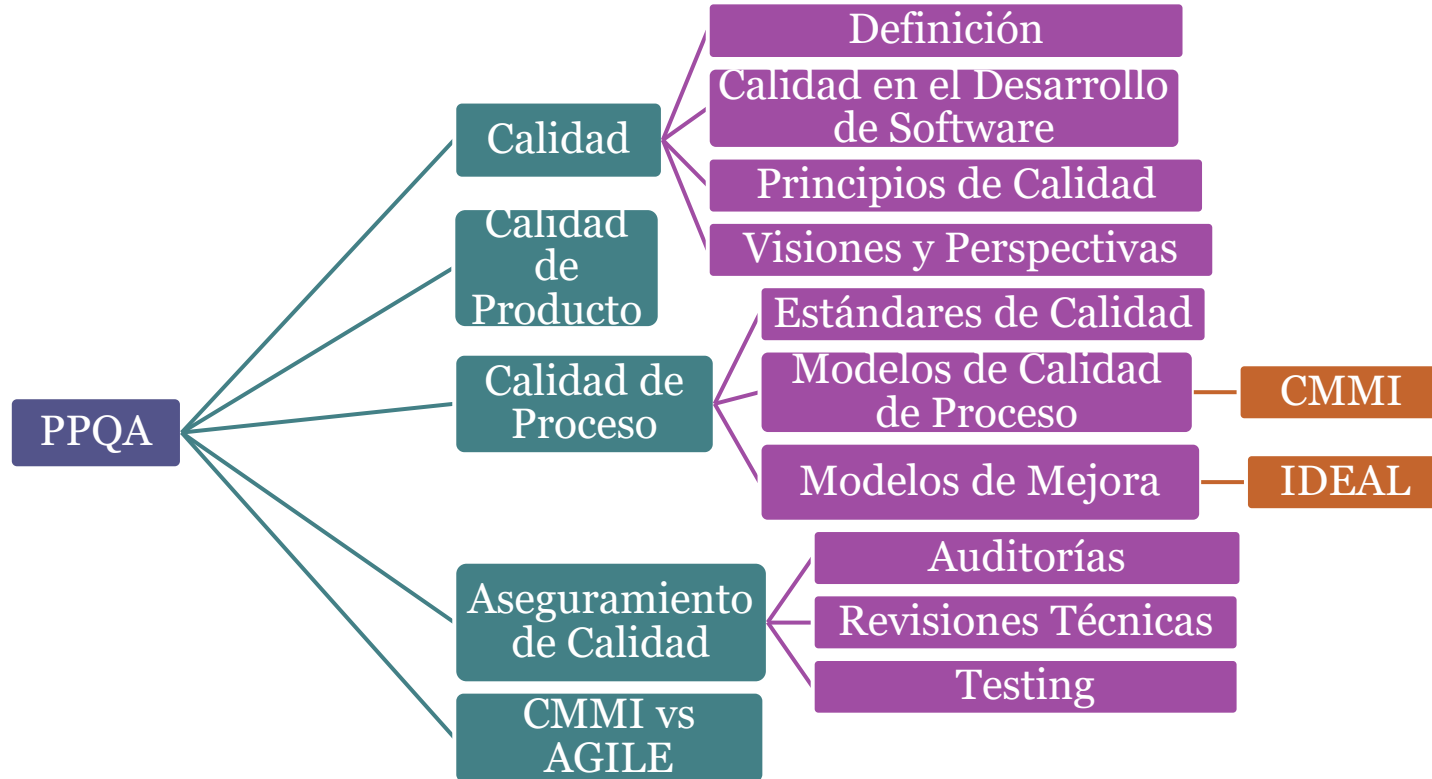 PPQA
Calidad
Definición
Calidad en el Desarrollo
de Software
Principios de Calidad
Visiones y Perspectivas
Calidad
de
Producto
Calidad de
Proceso
Estándares de Calidad
Modelos de Calidad
de Proceso
CMMI
Modelos de Mejora
IDEAL
Aseguramiento
de Calidad
Auditorías
Revisiones Técnicas
Testing
CMMI vs
AGILE